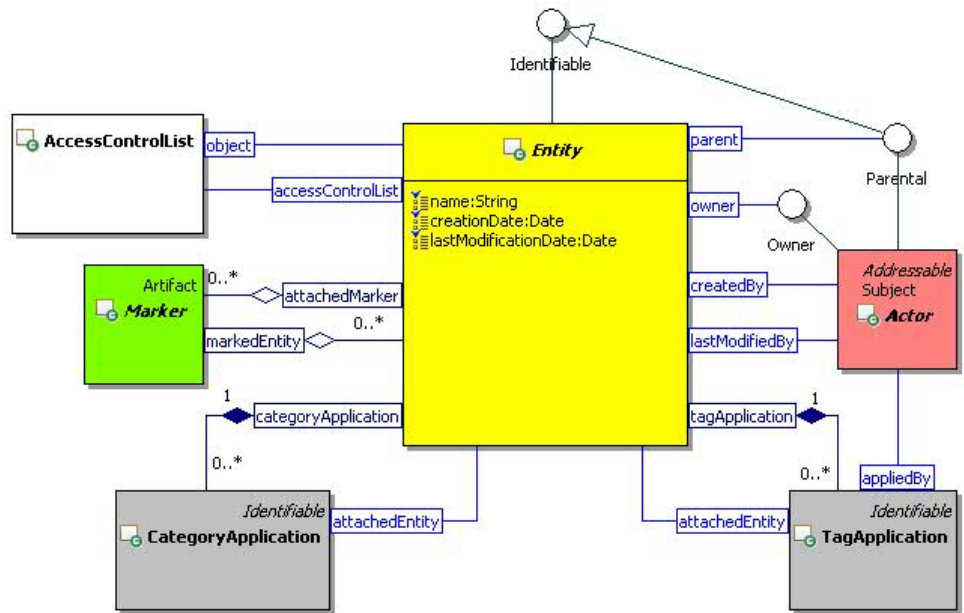 Identifiable
AccessControlList
object
accessControlList
Entity
name:String
creationDate:Date
lastModificationDate:Date
parent
Parental
owner
Owner
Artifact
Marker
0..*
attachedMarker
markedEntity
0..*
createdBy
lastModifiedBy
Addressable
Subject
Actor
1
categoryApplication
0..*
tagApplication
1
0..*
appliedBy
Identifiable
CategoryApplication
attachedEntity
attachedEntity
Identifiable
TagApplication